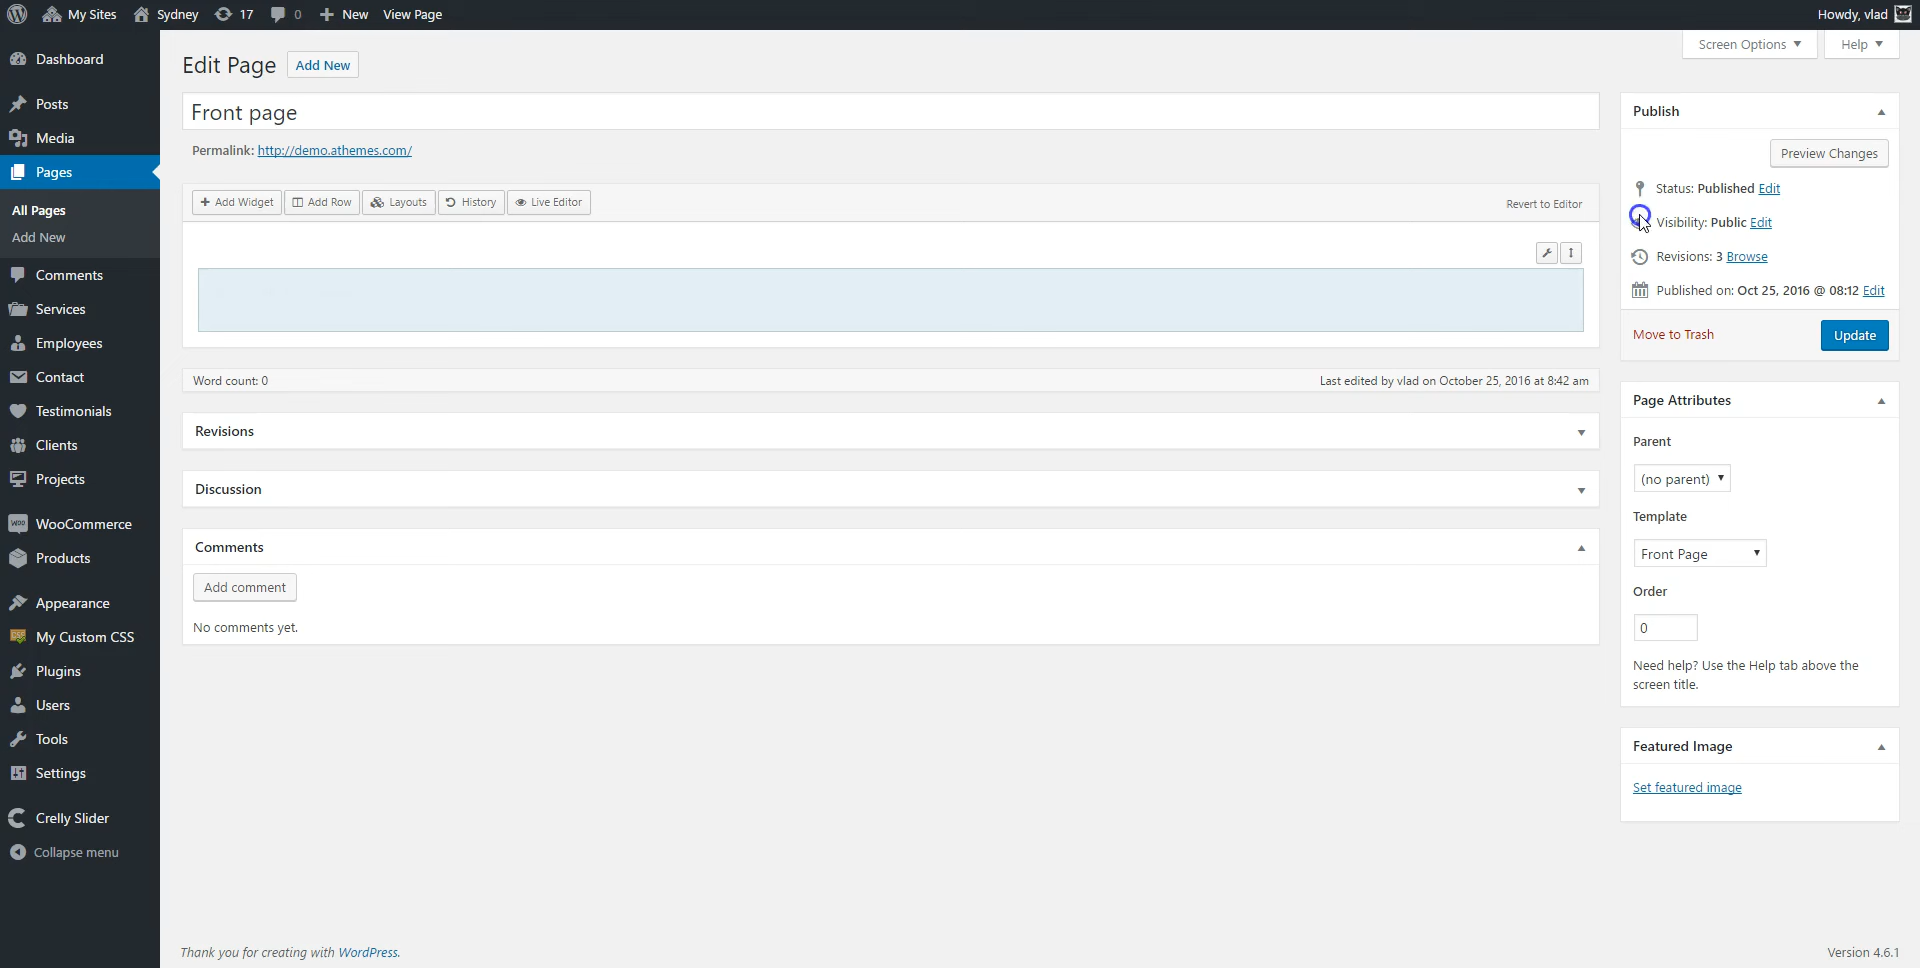 My Sites Sydney 17 0 New View Page Howdy, vlad
Screen Options Help
Dashboard
Posts
Media
Pages
All Pages
Add New
Comments
Services
Employees
Contact
Testimonials
Clients
Projects
WooCommerce
Products
Appearance
My Custom CSS
Plugins
Users
Tools
Settings
Crelly Slider
Collapse menu
Edit Page Add New
Front page
Permalink: http://demo.athemes.com/
Add Widget Add Row Layouts History Live Editor Revert to Editor
Word count: 0 Last edited by vlad on October 25, 2016 at 8:42 am
Revisions
Discussion
Comments
Add comment
No comments yet.
Publish
Preview Changes
Status: Published Edit
Visibility: Public Edit
Revisions: 3 Browse
Published on: Oct 25, 2016 @ 08:12 Edit
Move to Trash Update
Page Attributes
Parent
(no parent)
Template
Front Page
Order
0
Need help? Use the Help tab above the
screen title.
Featured Image
Set featured image
Thank you for creating with WordPress. Version 4.6.1